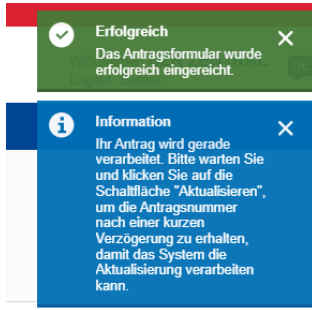 Erfolgreich
Das Antragsformular wurde
erfolgreich eingereicht.
DE
Information
Ihr Antrag wird gerade
verarbeitet. Bitte warten Sie
und klicken Sie auf die
Schaltfläche "Aktualisieren",
um die Antragsnummer
nach einer kurzen
Verzögerung zu erhalten,
damit das System die
Aktualisierung verarbeiten
kann.